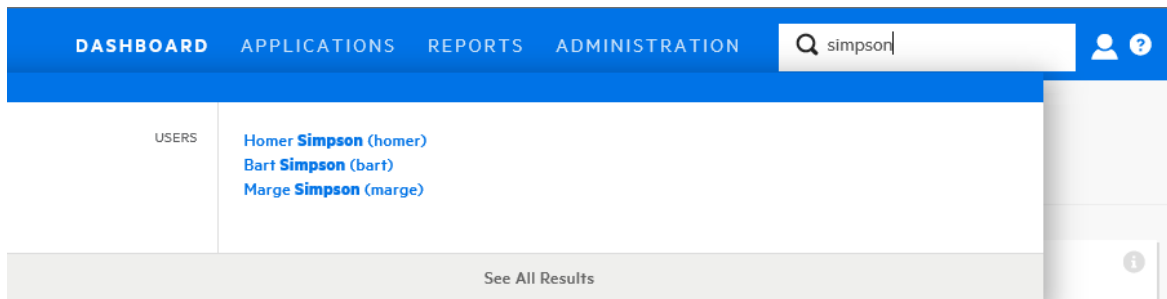 DASHBOARD APPLICATIONS REPORTS ADMINISTRATION simpson ?
USERS Homer Simpson (homer)
Bart Simpson (bart)
Marge Simpson (marge)
See All Results